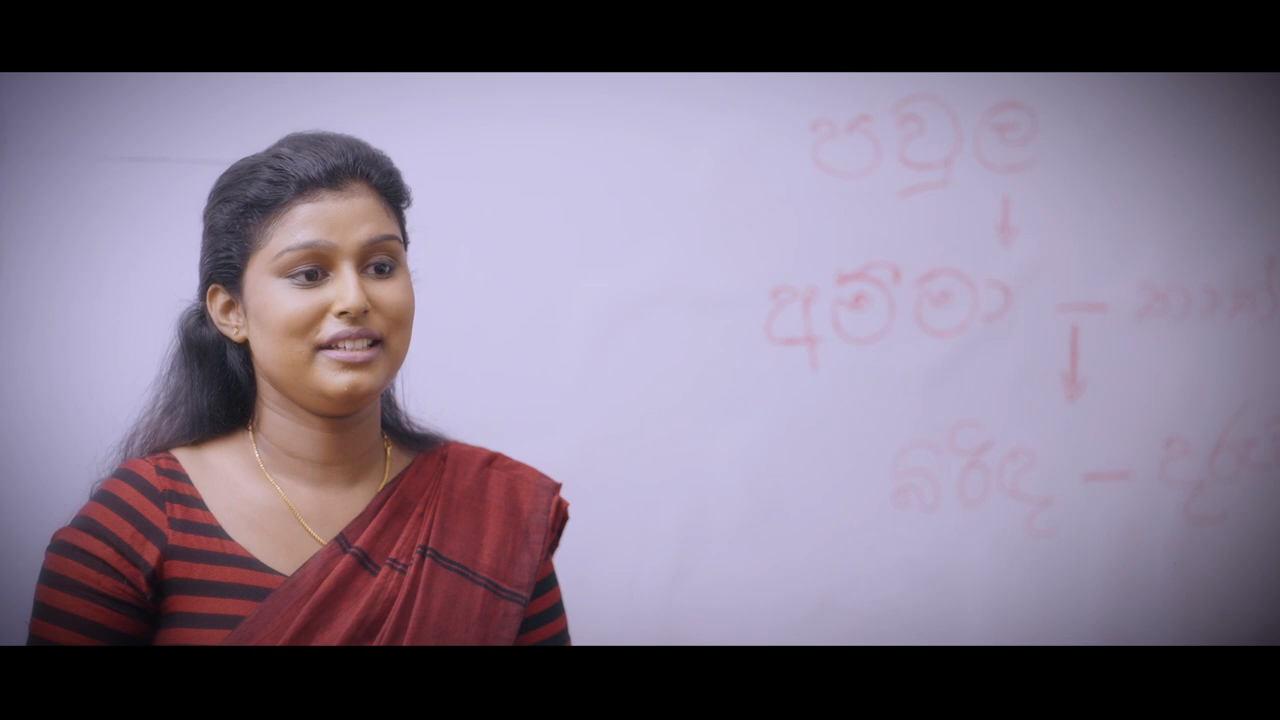 පවුල
↓
අම්මා –
↓
බිරිඳ –